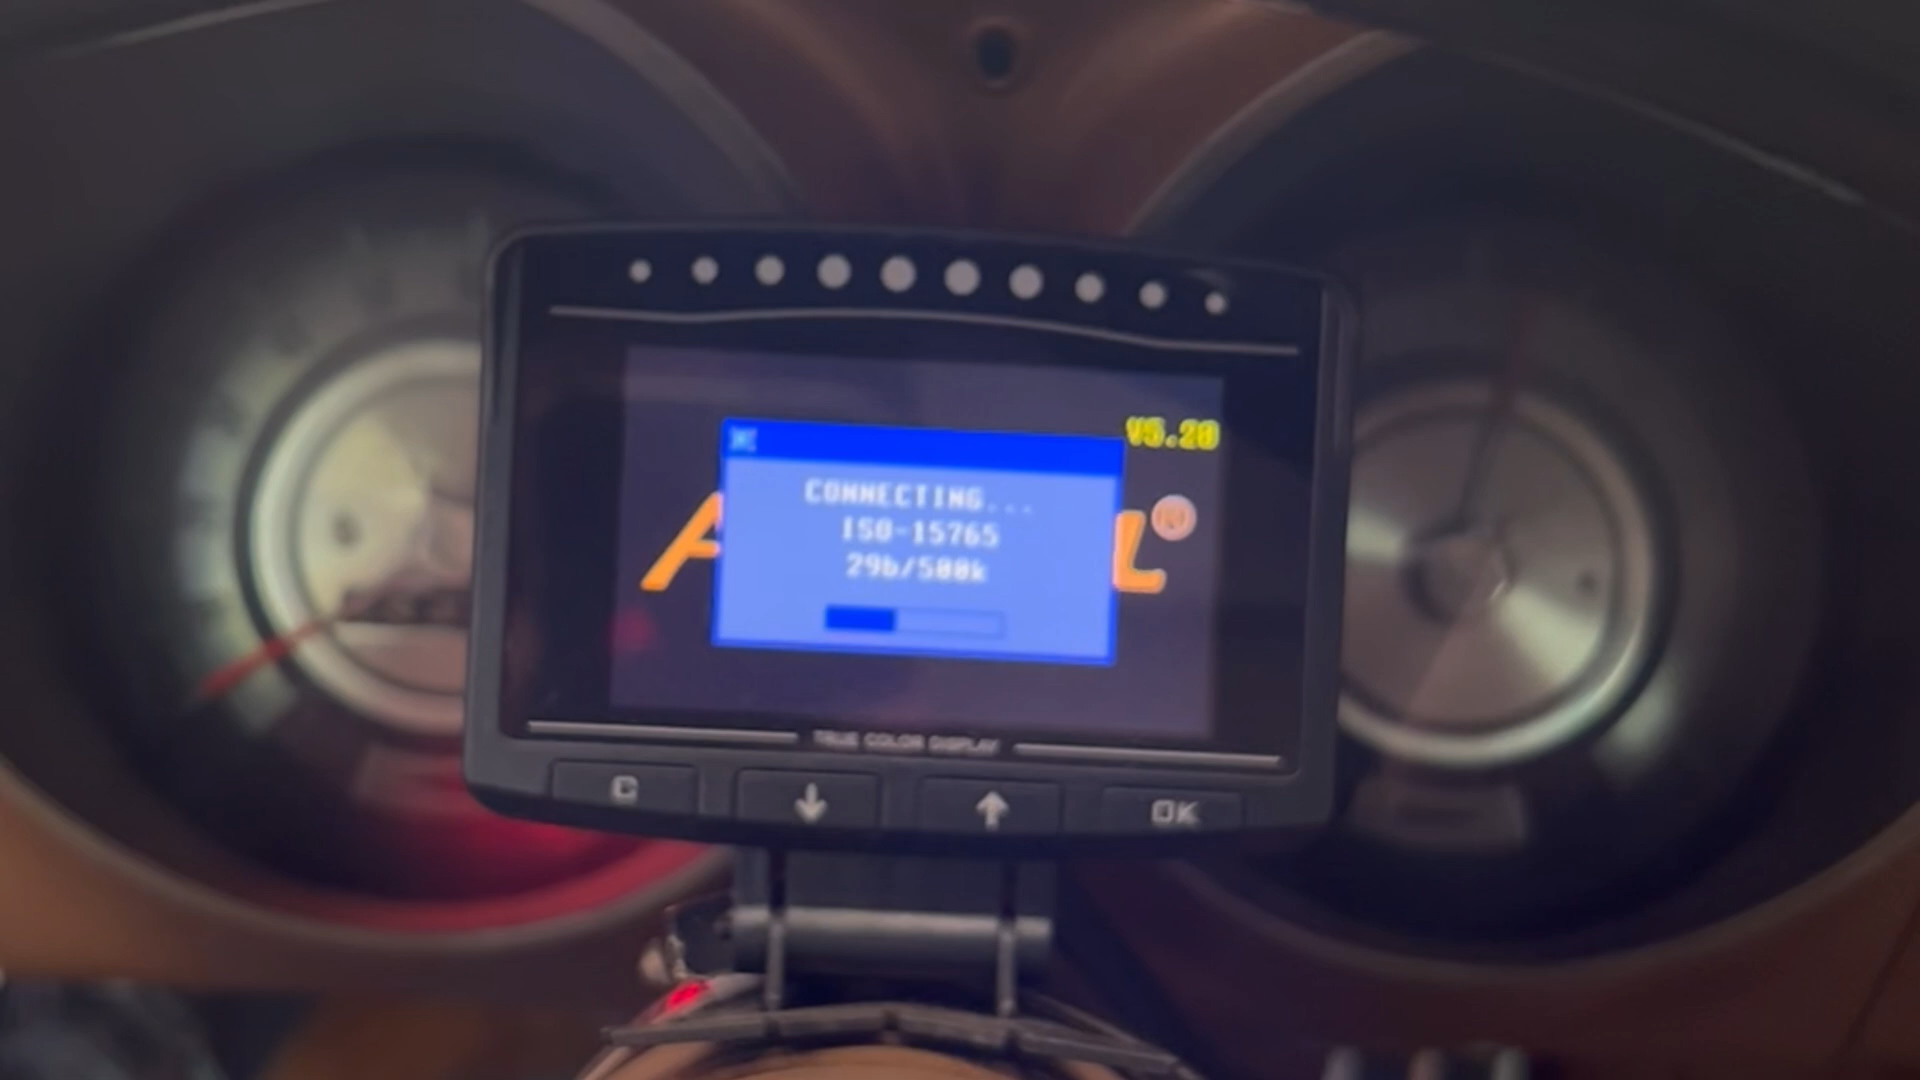 V5.20
CONNECTING...
ISO-15765
29b/500k
TRUE COLOR DISPLAY
C
OK